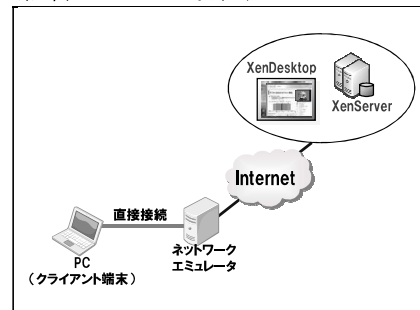 XenDesktop
XenServer
Internet
直接接続
PC
(クライアント端末)
ネットワーク
エミュレータ